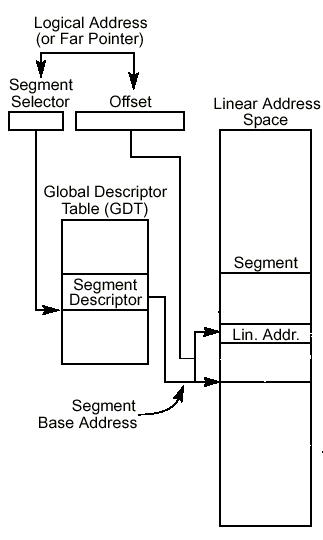 Logical Address
(or Far Pointer)
Segment
Selector
Offset
Linear Address
Space
Global Descriptor
Table (GDT)
Segment
Segment
Descriptor
Lin. Addr.
Segment
Base Address